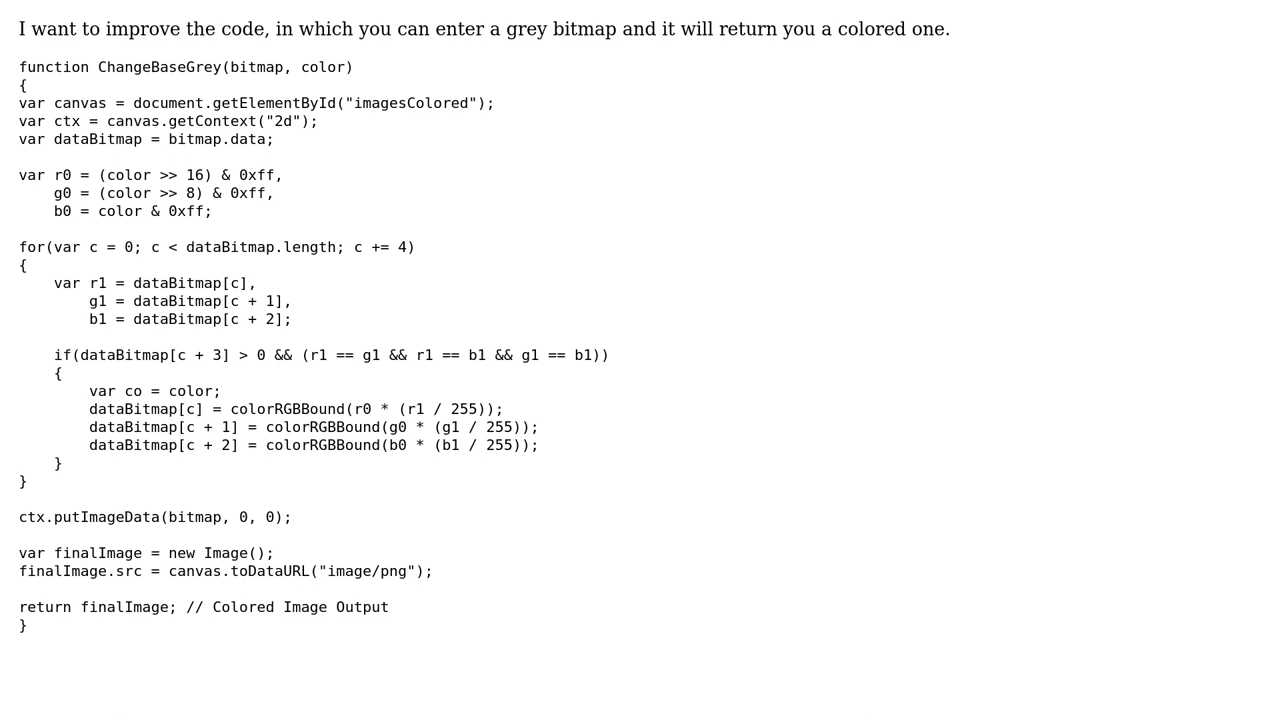 I want to improve the code, in which you can enter a grey bitmap and it will return you a colored one.
function ChangeBaseGrey(bitmap, color)
{
var canvas = document.getElementById("imagesColored");
var ctx = canvas.getContext("2d");
var dataBitmap = bitmap.data;

var r0 = (color >> 16) & 0xff,
    g0 = (color >> 8) & 0xff,
    b0 = color & 0xff;

for(var c = 0; c < dataBitmap.length; c += 4)
{
    var r1 = dataBitmap[c],
        g1 = dataBitmap[c + 1],
        b1 = dataBitmap[c + 2];

    if(dataBitmap[c + 3] > 0 && (r1 == g1 && r1 == b1 && g1 == b1))
    {
        var co = color;
        dataBitmap[c] = colorRGBBound(r0 * (r1 / 255));
        dataBitmap[c + 1] = colorRGBBound(g0 * (g1 / 255));
        dataBitmap[c + 2] = colorRGBBound(b0 * (b1 / 255));
    }
}

ctx.putImageData(bitmap, 0, 0);

var finalImage = new Image();
finalImage.src = canvas.toDataURL("image/png");

return finalImage; // Colored Image Output
}